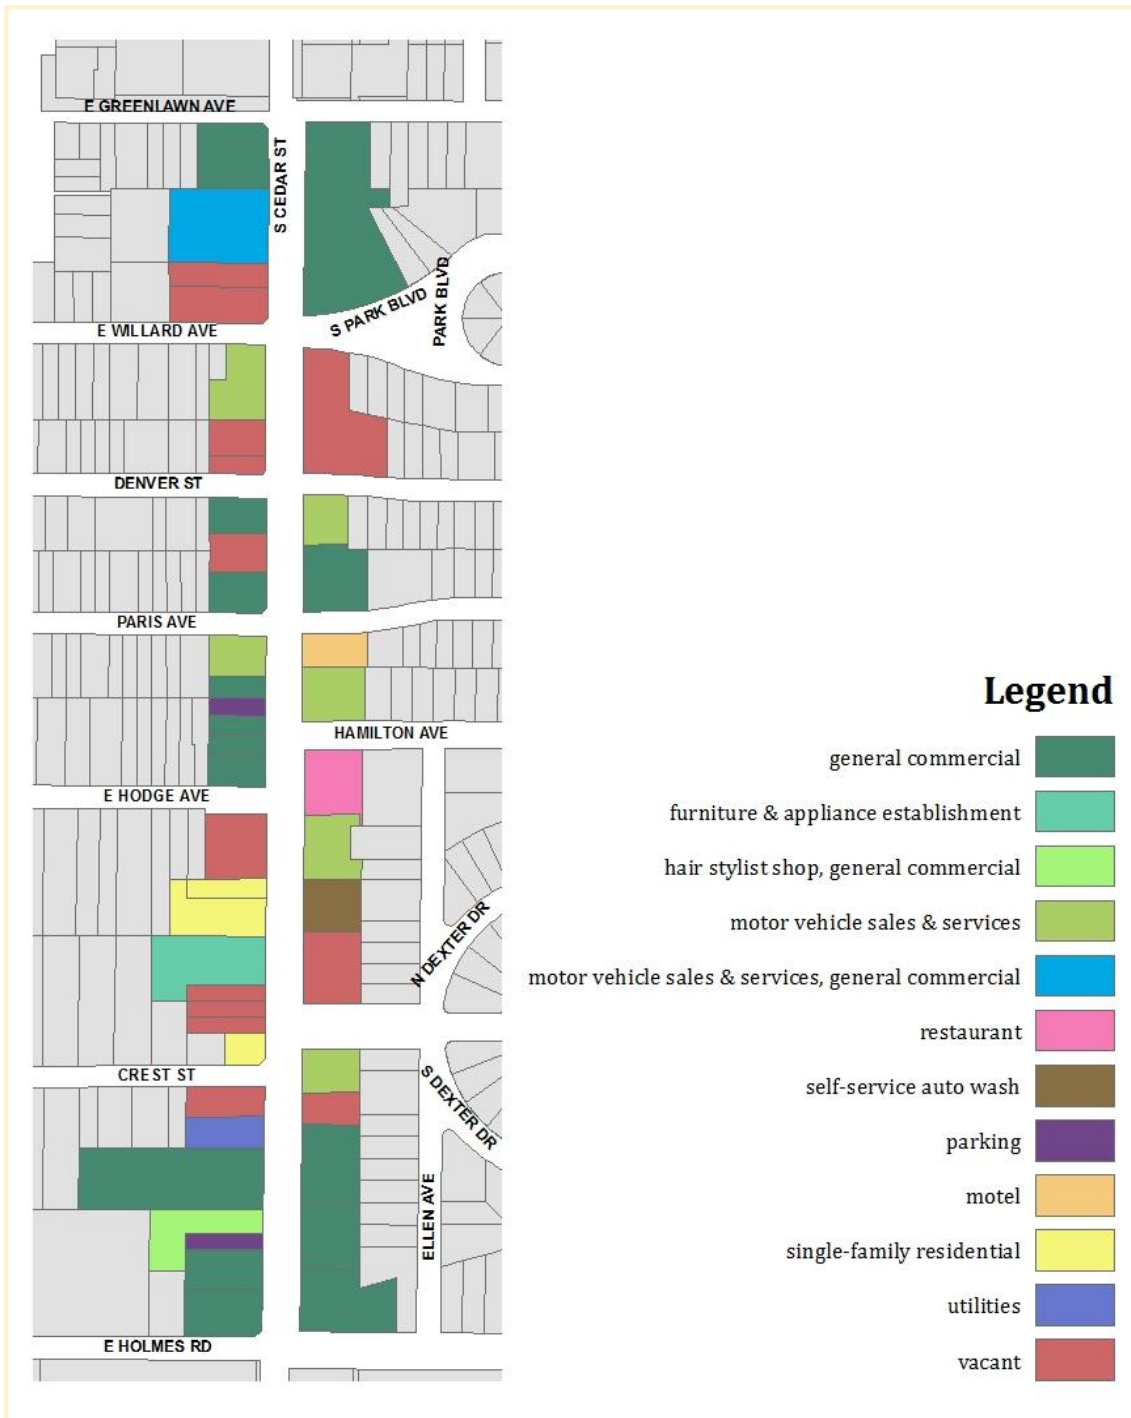 E GREENLAWN AVE
S CEDAR ST
S PARK BLVD
PARK BLVD
E WILLARD AVE
DENVER ST
PARIS AVE
HAMILTON AVE
E HODGE AVE
N DEXTER DR
CREST ST
S DEXTER DR
ELLEN AVE
E HOLMES RD
Legend
general commercial
furniture & appliance establishment
hair stylist shop, general commercial
motor vehicle sales & services
motor vehicle sales & services, general commercial
restaurant
self-service auto wash
parking
motel
single-family residential
utilities
vacant